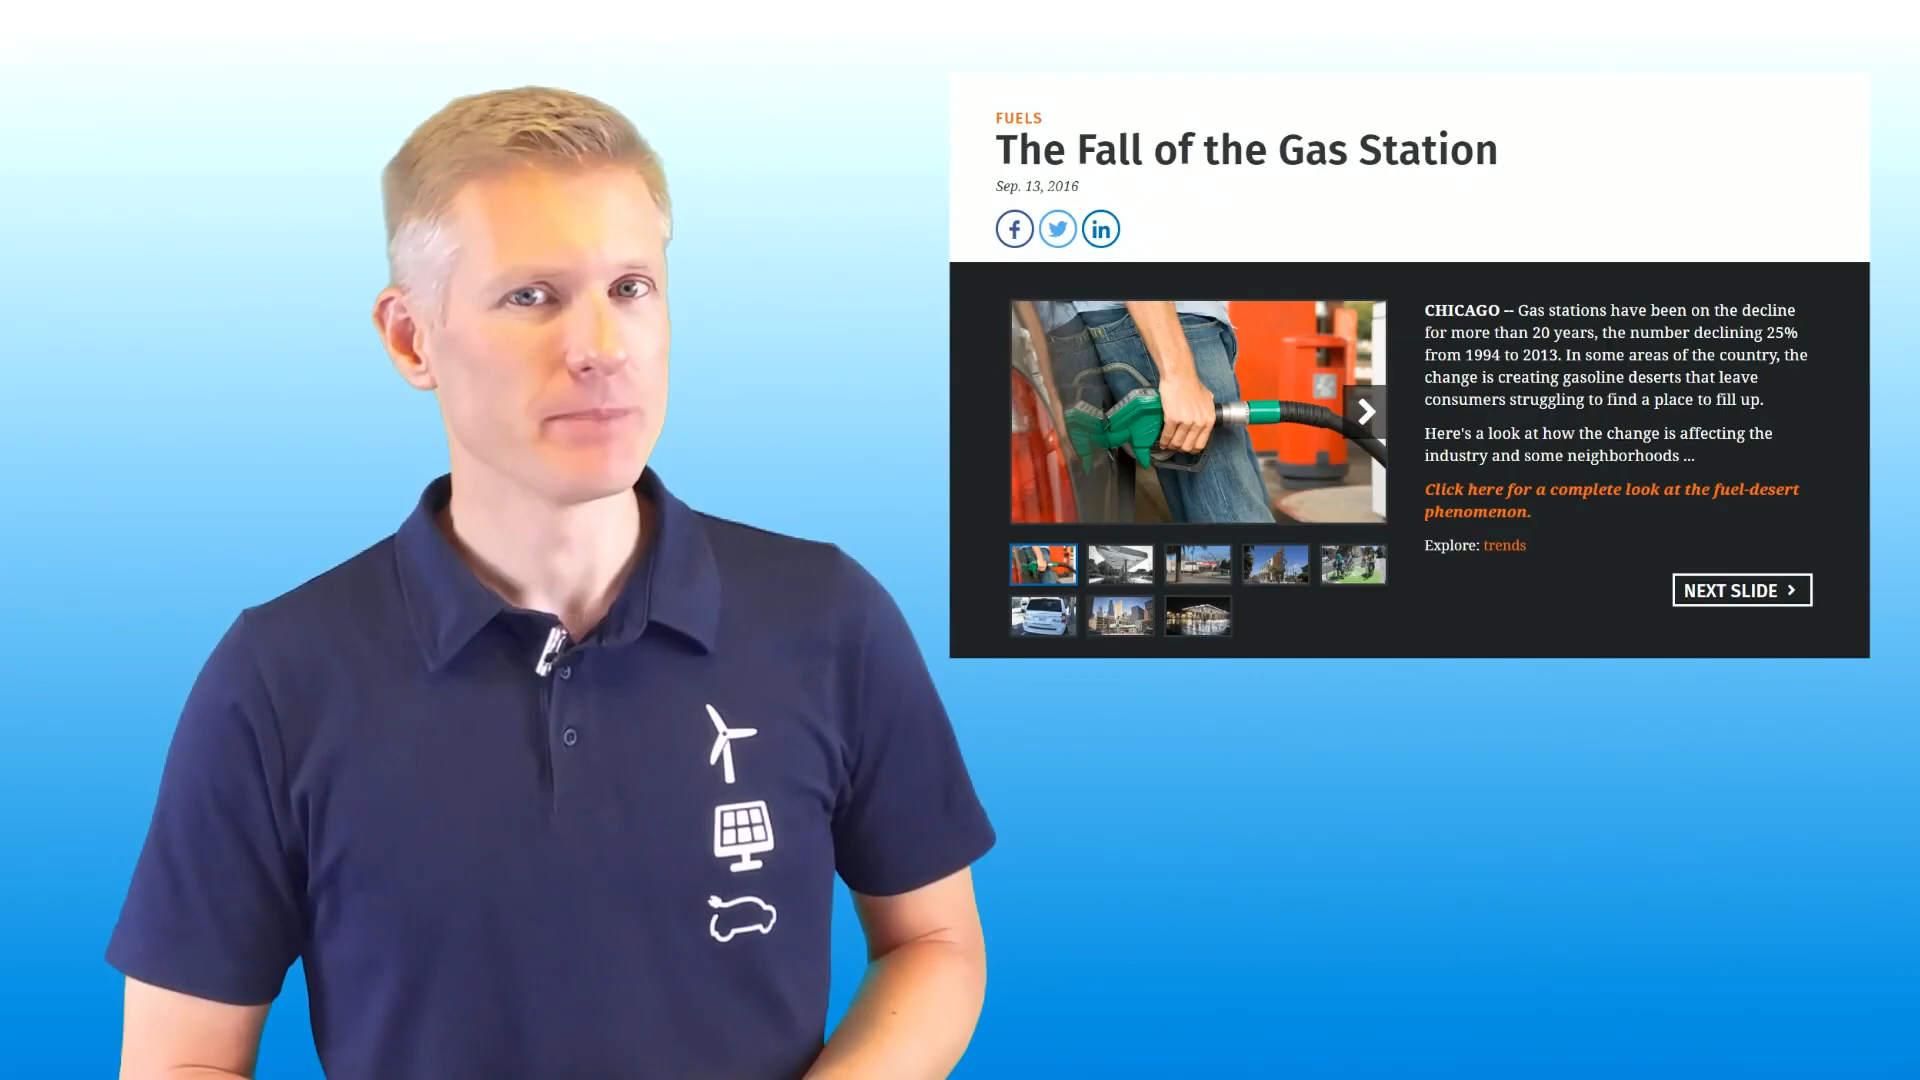 FUELS
The Fall of the Gas Station
Sep. 13, 2016
CHICAGO -- Gas stations have been on the decline
for more than 20 years, the number declining 25%
from 1994 to 2013. In some areas of the country, the
change is creating gasoline deserts that leave
consumers struggling to find a place to fill up.
Here's a look at how the change is affecting the
industry and some neighborhoods ...
Click here for a complete look at the fuel-desert
phenomenon.
Explore: trends
NEXT SLIDE